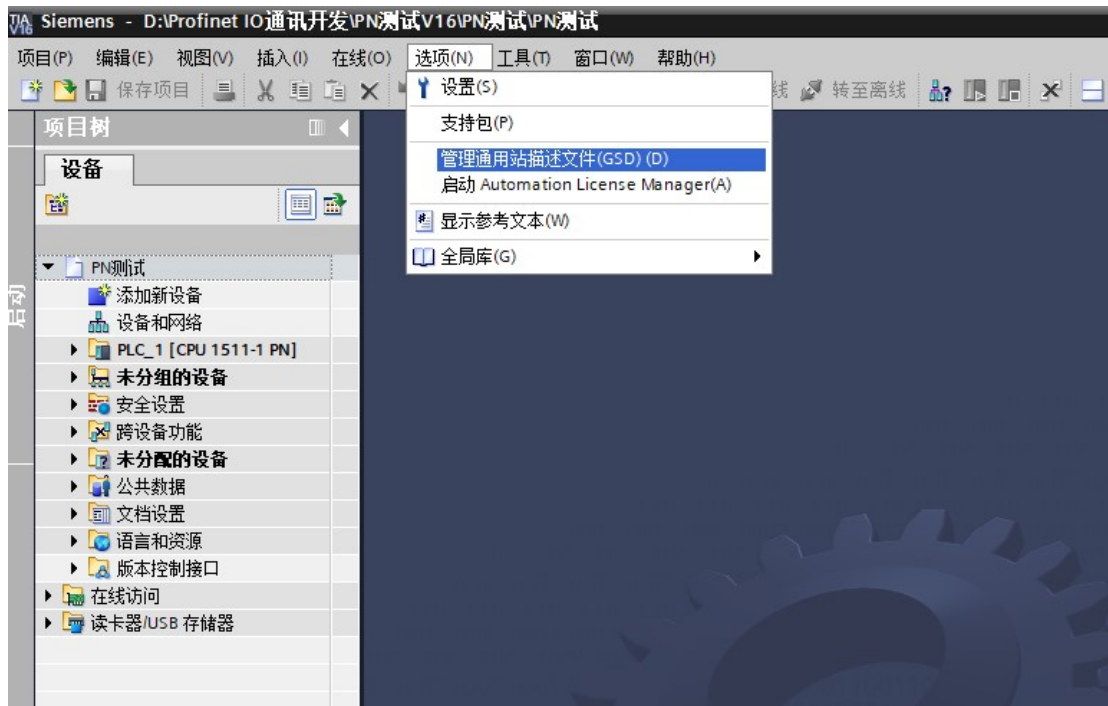 TIA V16 Siemens - D:\Profinet IO通讯开发\PN测试V16\PN测试\PN测试
项目(P) 编辑(E) 视图(V) 插入(I) 在线(O) 选项(N) 工具(T) 窗口(W) 帮助(H)
保存项目 线 转至离线
设置(S)
支持包(P)
管理通用站描述文件(GSD) (D)
启动 Automation License Manager(A)
显示参考文本(W)
全局库(G)
项目树
设备
启动
PN测试
添加新设备
设备和网络
PLC_1 [CPU 1511-1 PN]
未分组的设备
安全设置
跨设备功能
未分配的设备
公共数据
文档设置
语言和资源
版本控制接口
在线访问
读卡器/USB 存储器